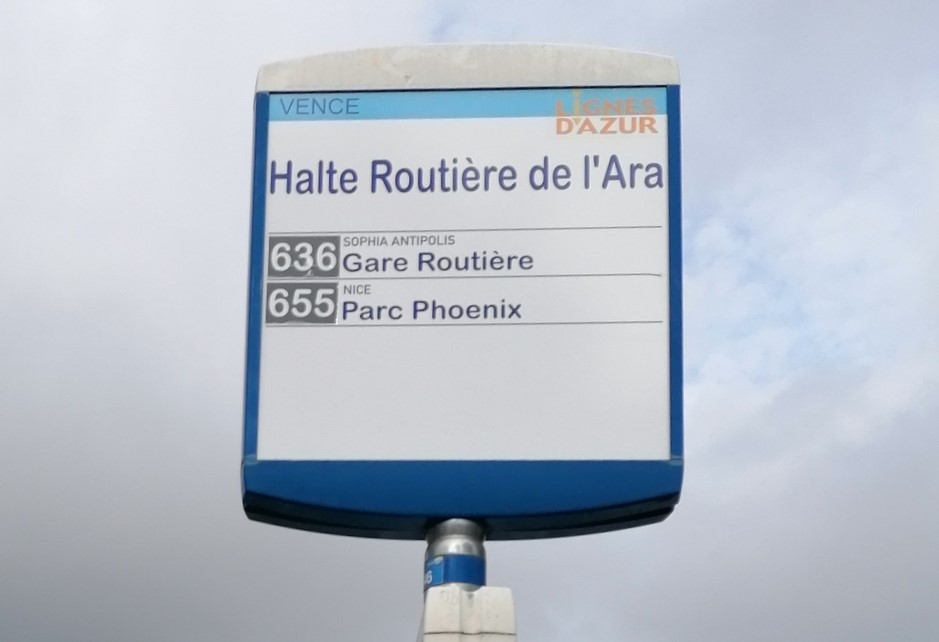 VENCE
LIGNES
D'AZUR
Halte Routière de l'Ara
636 SOPHIA ANTIPOLIS
Gare Routière
655 NICE
Parc Phoenix